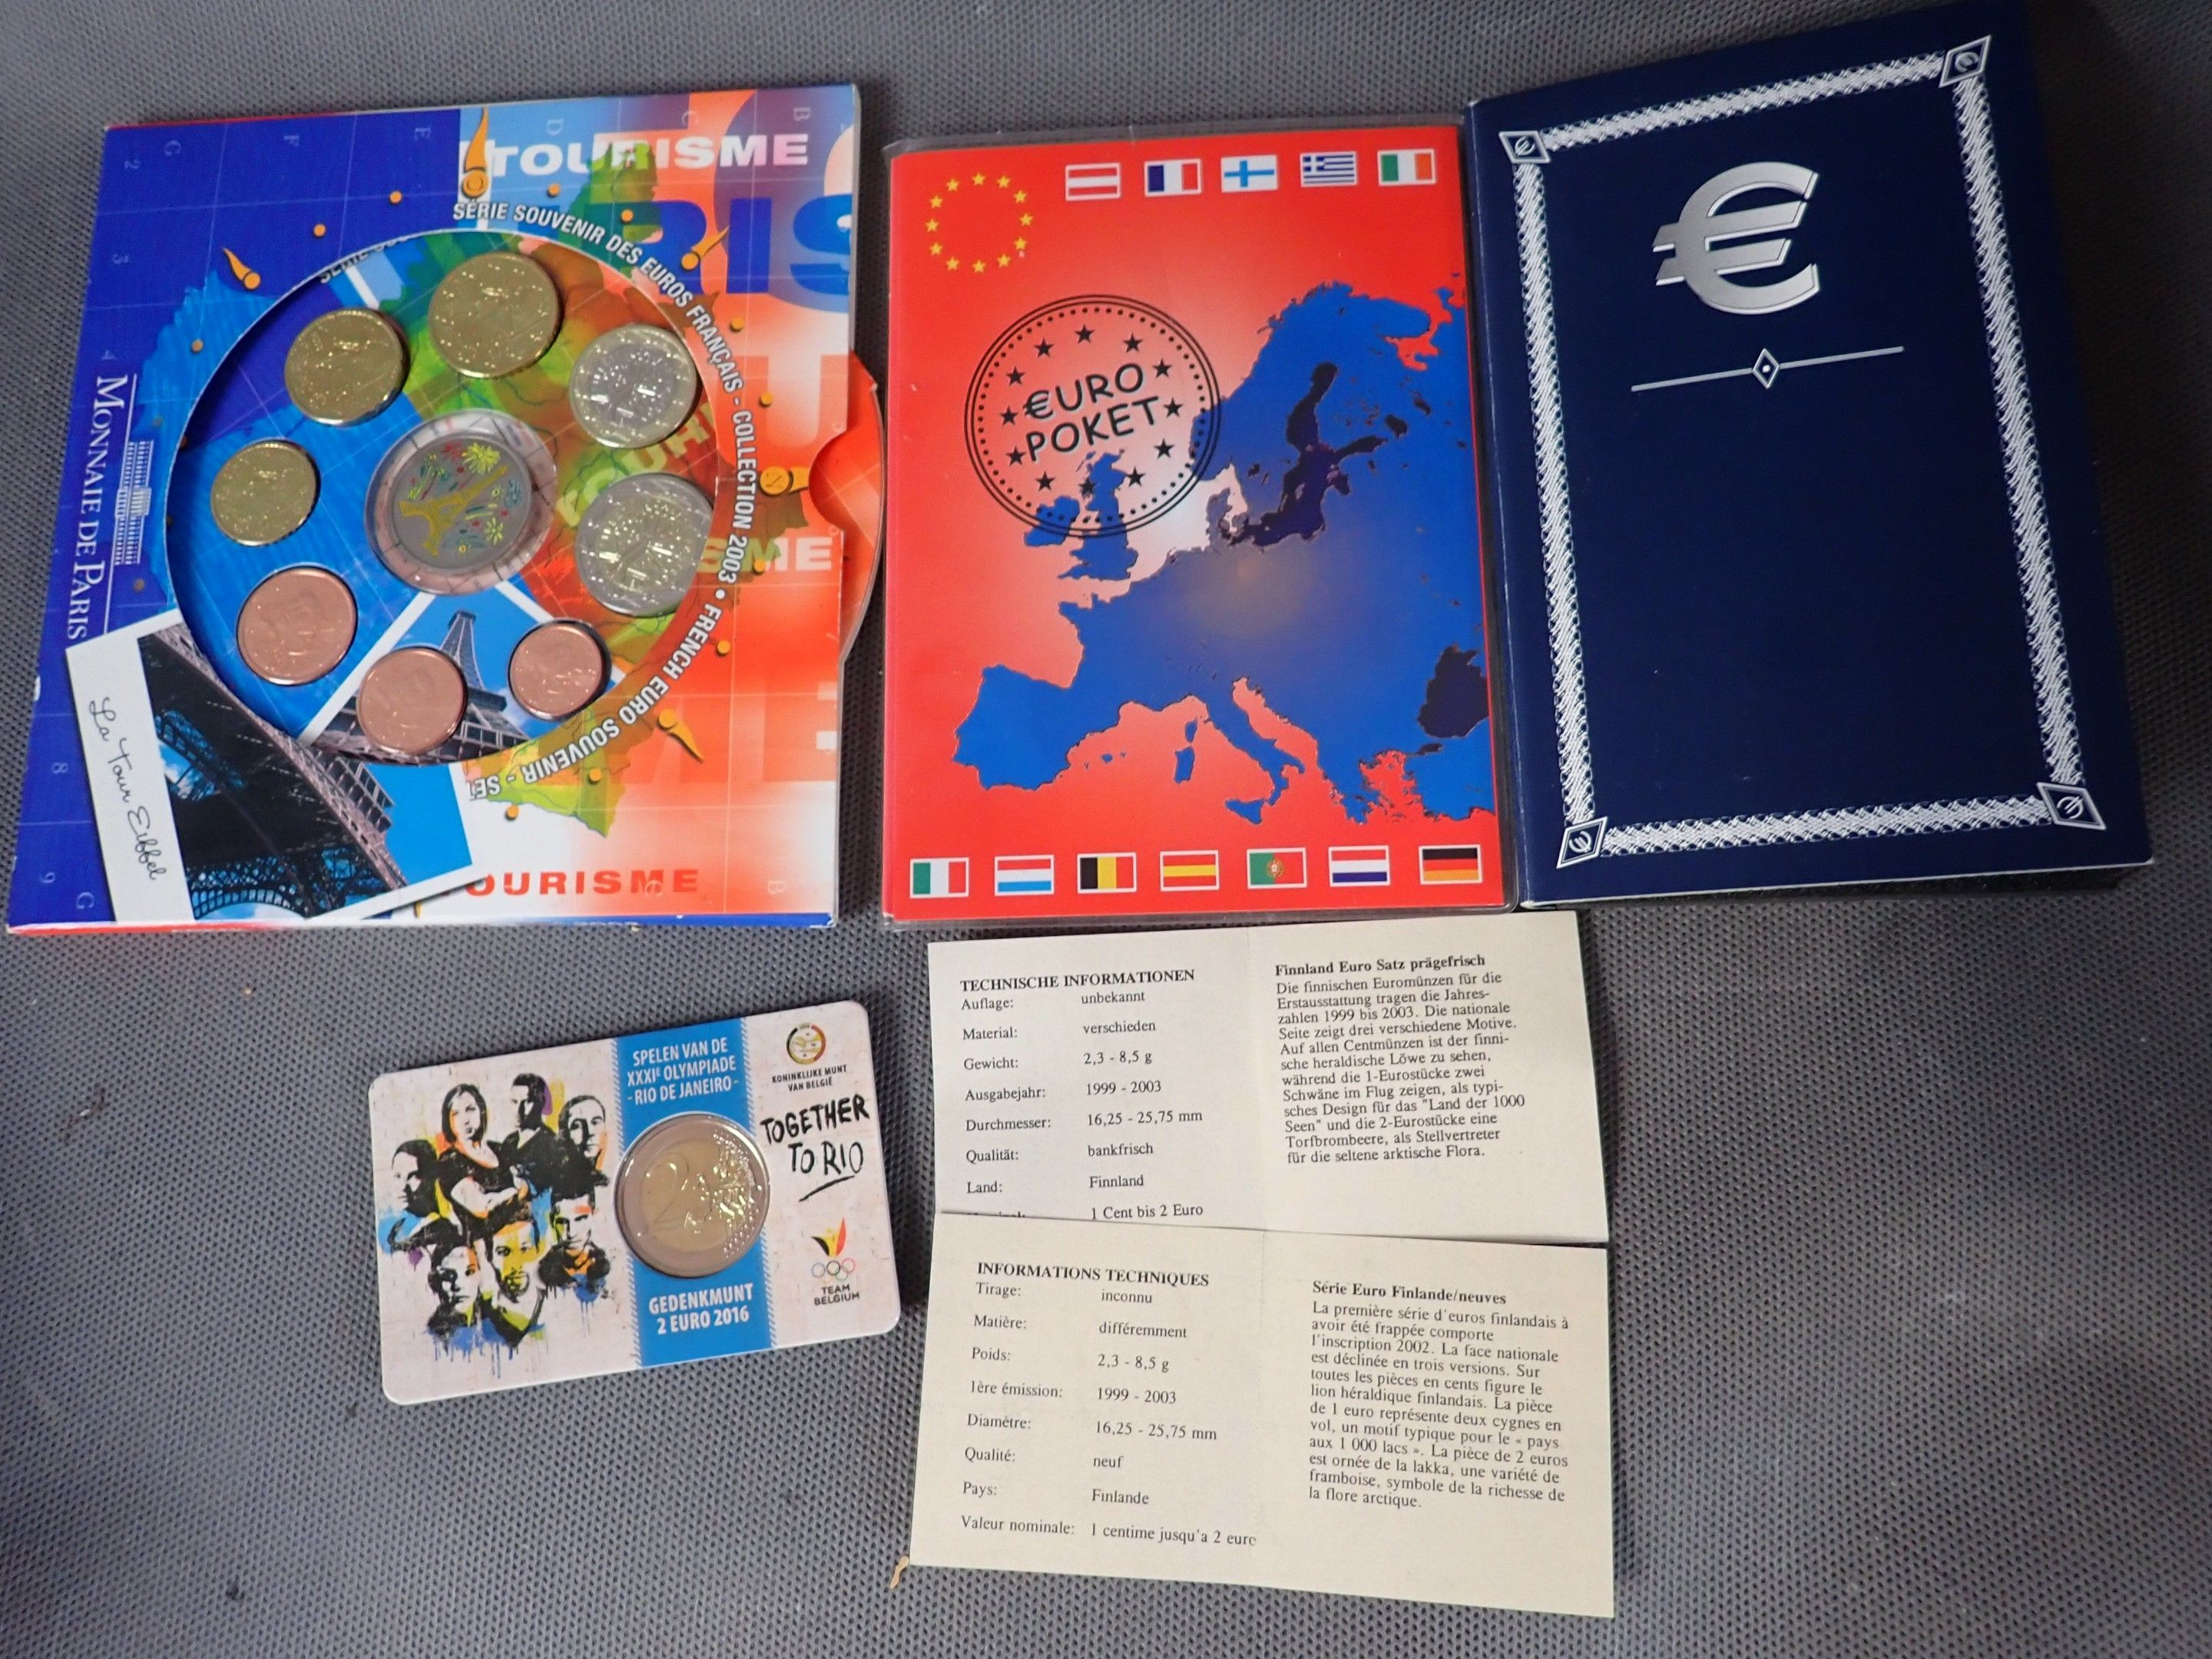 TOURISME
SÉRIE SOUVENIR DES EUROS FRANÇAIS - COLLECTION 2003 • FRENCH EURO SOUVENIR - SET
MONNAIE DE PARIS
La Tour Eiffel
SME
OURISME
€URO
POKET
€
SPELEN VAN DE
XXXIE OLYMPIADE
- RIO DE JANEIRO -
KONINKLIJKE MUNT
VAN BELGIË
TOGETHER
TO RIO
2
TEAM
BELGIUM
GEDENKMUNT
2 EURO 2016
TECHNISCHE INFORMATIONEN
Auflage: unbekannt
Material: verschieden
Gewicht: 2,3 - 8,5 g
Ausgabejahr: 1999 - 2003
Durchmesser: 16,25 - 25,75 mm
Qualität: bankfrisch
Land: Finnland
1 Cent bis 2 Euro
Finnland Euro Satz prägefrisch
Die finnischen Euromünzen für die
Erstausstattung tragen die Jahres-
zahlen 1999 bis 2003. Die nationale
Seite zeigt drei verschiedene Motive.
Auf allen Centmünzen ist der finni-
sche heraldische Löwe zu sehen,
während die 1-Eurostücke zwei
Schwäne im Flug zeigen, als typi-
sches Design für das "Land der 1000
Seen" und die 2-Eurostücke eine
Torfbrombeere, als Stellvertreter
für die seltene arktische Flora.
INFORMATIONS TECHNIQUES
Tirage: inconnu
Matière: différemment
Poids: 2,3 - 8,5 g
1ère émission: 1999 - 2003
Diamètre: 16,25 - 25,75 mm
Qualité: neuf
Pays: Finlande
Valeur nominale: 1 centime jusqu'a 2 euro
Série Euro Finlande/neuves
La première série d'euros finlandais à
avoir été frappée comporte
l'inscription 2002. La face nationale
est déclinée en trois versions. Sur
toutes les pièces en cents figure le
lion héraldique finlandais. La pièce
de 1 euro représente deux cygnes en
vol, un motif typique pour le « pays
aux 1 000 lacs ». La pièce de 2 euros
est ornée de la lakka, une variété de
framboise, symbole de la richesse de
la flore arctique.